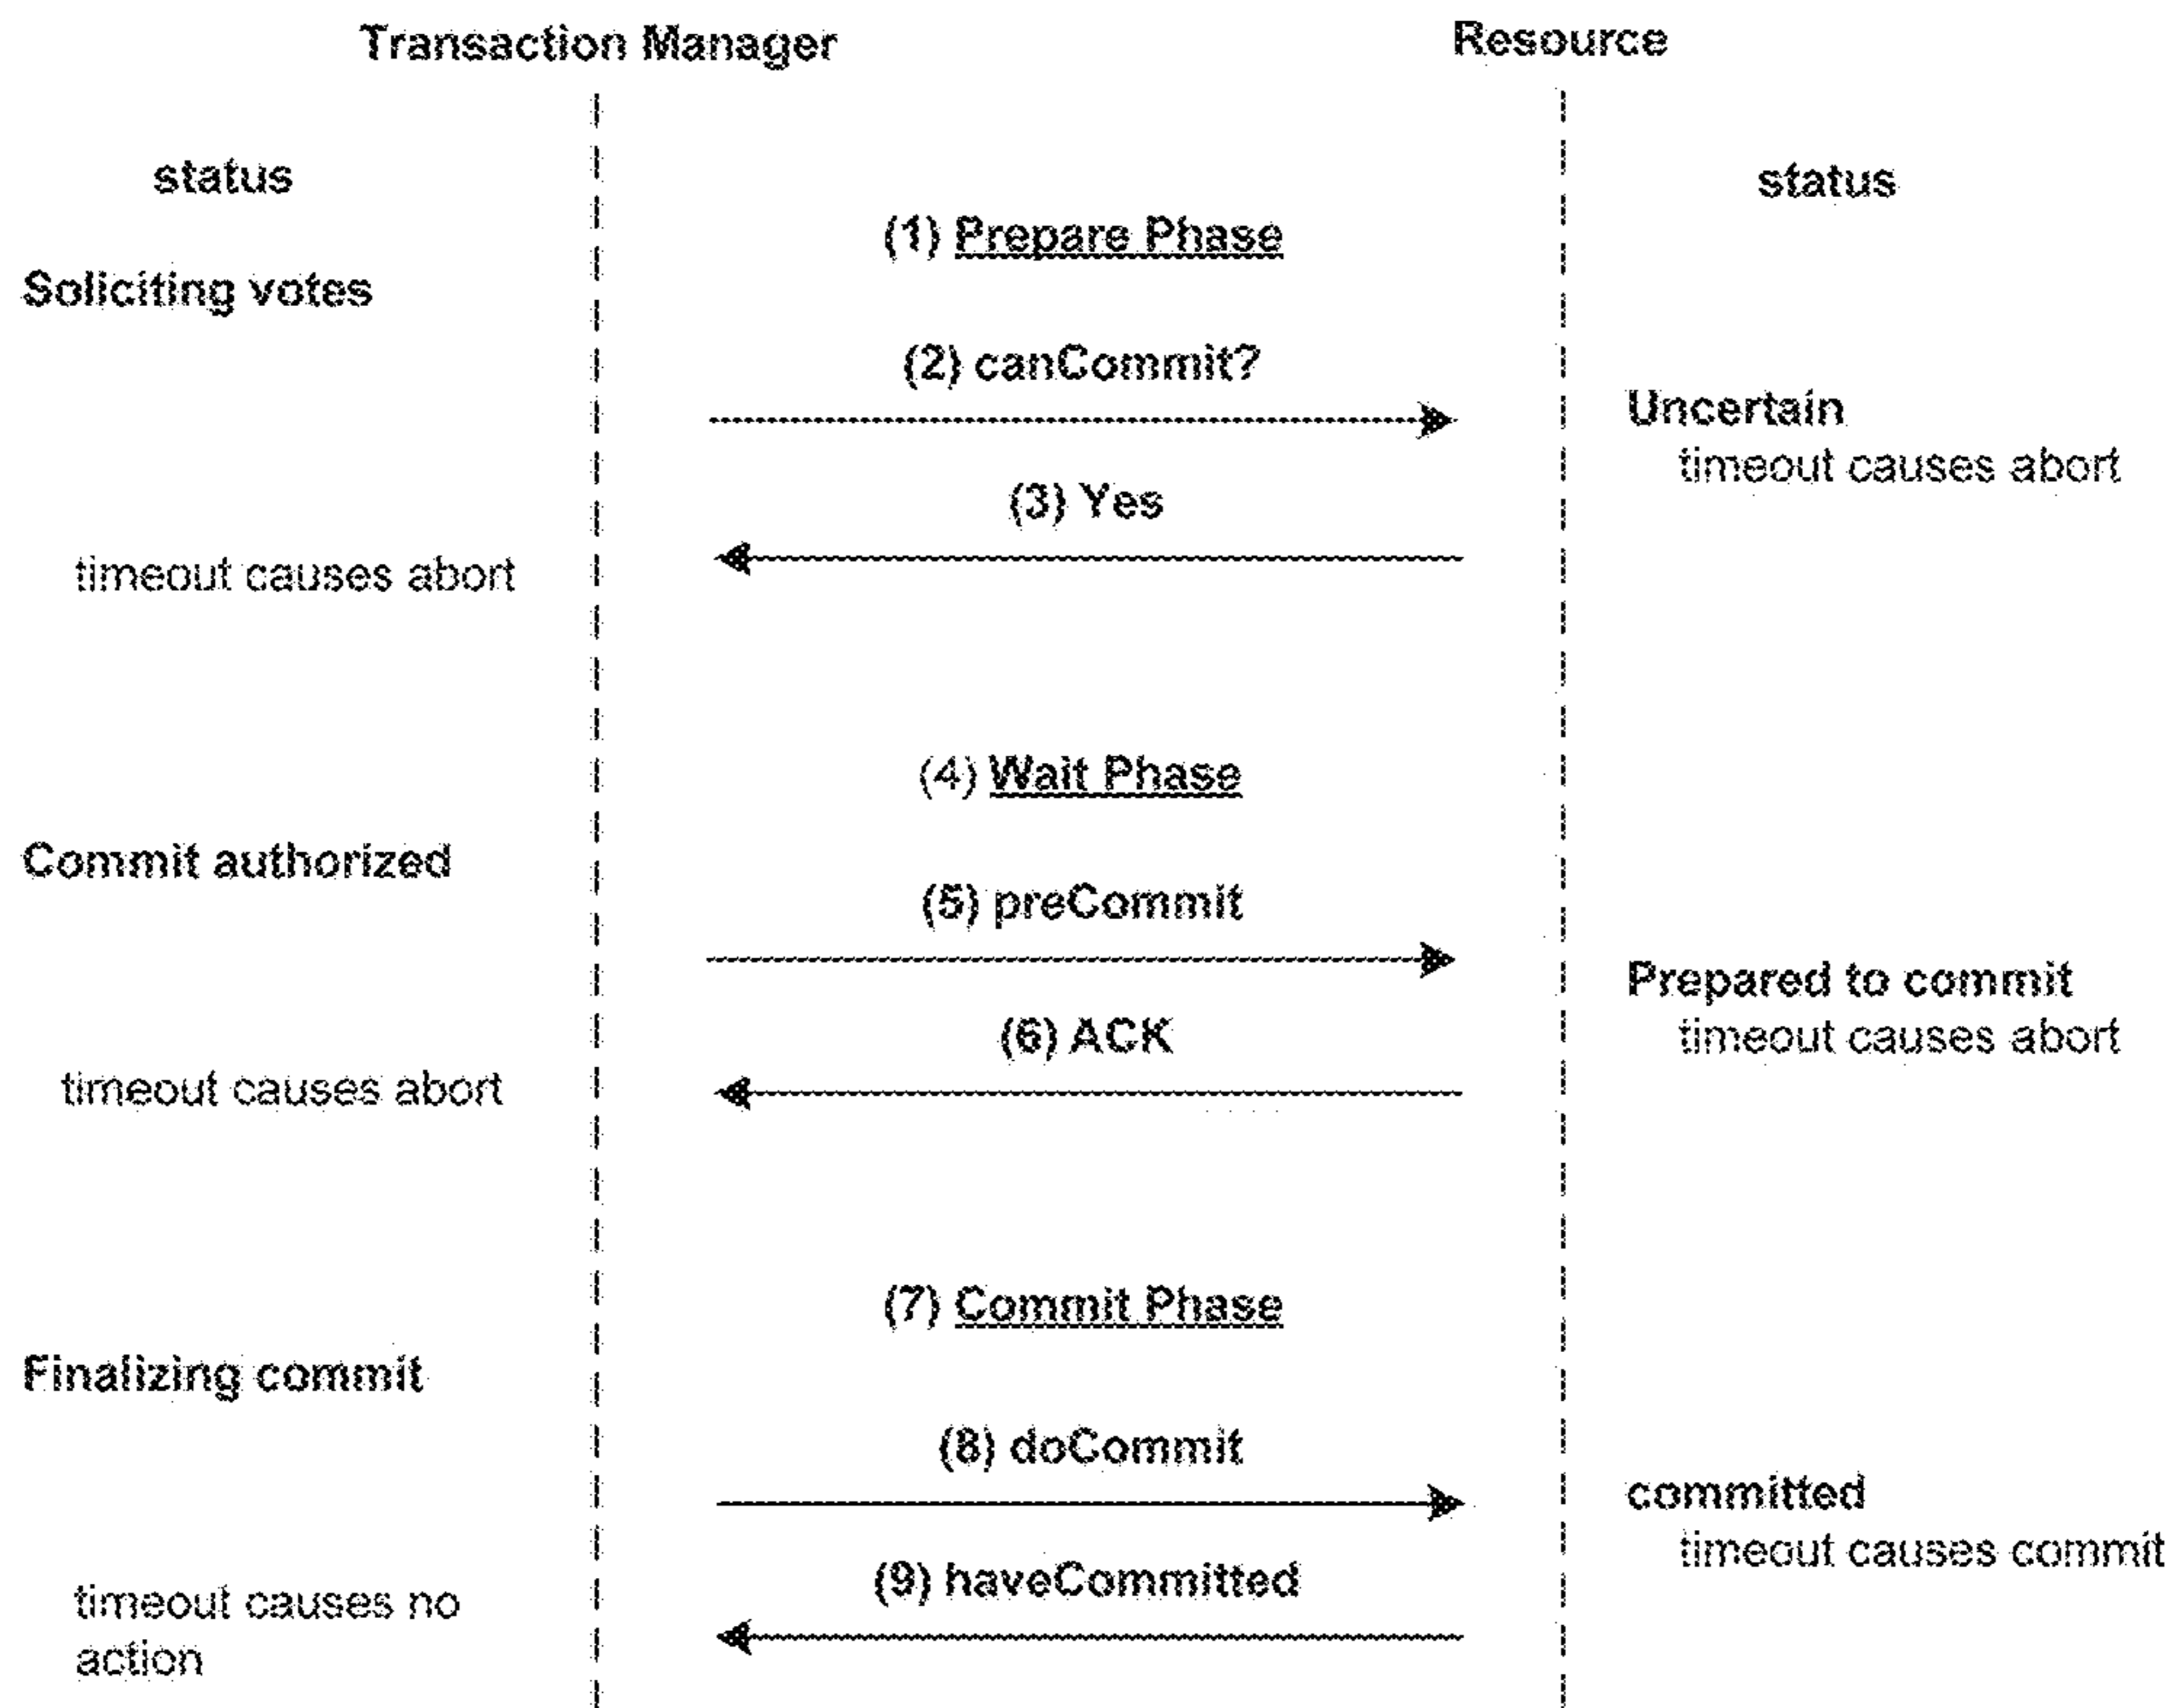 Transaction Manager
Resource
status
status
(1) Prepare Phase
Soliciting votes
(2) canCommit?
Uncertain
timeout causes abort
(3) Yes
timeout causes abort
(4) Wait Phase
Commit authorized
(5) preCommit
Prepared to commit
timeout causes abort
(6) ACK
timeout causes abort
(7) Commit Phase
Finalizing commit
(8) doCommit
committed
timeout causes commit
(9) haveCommitted
timeout causes no
action